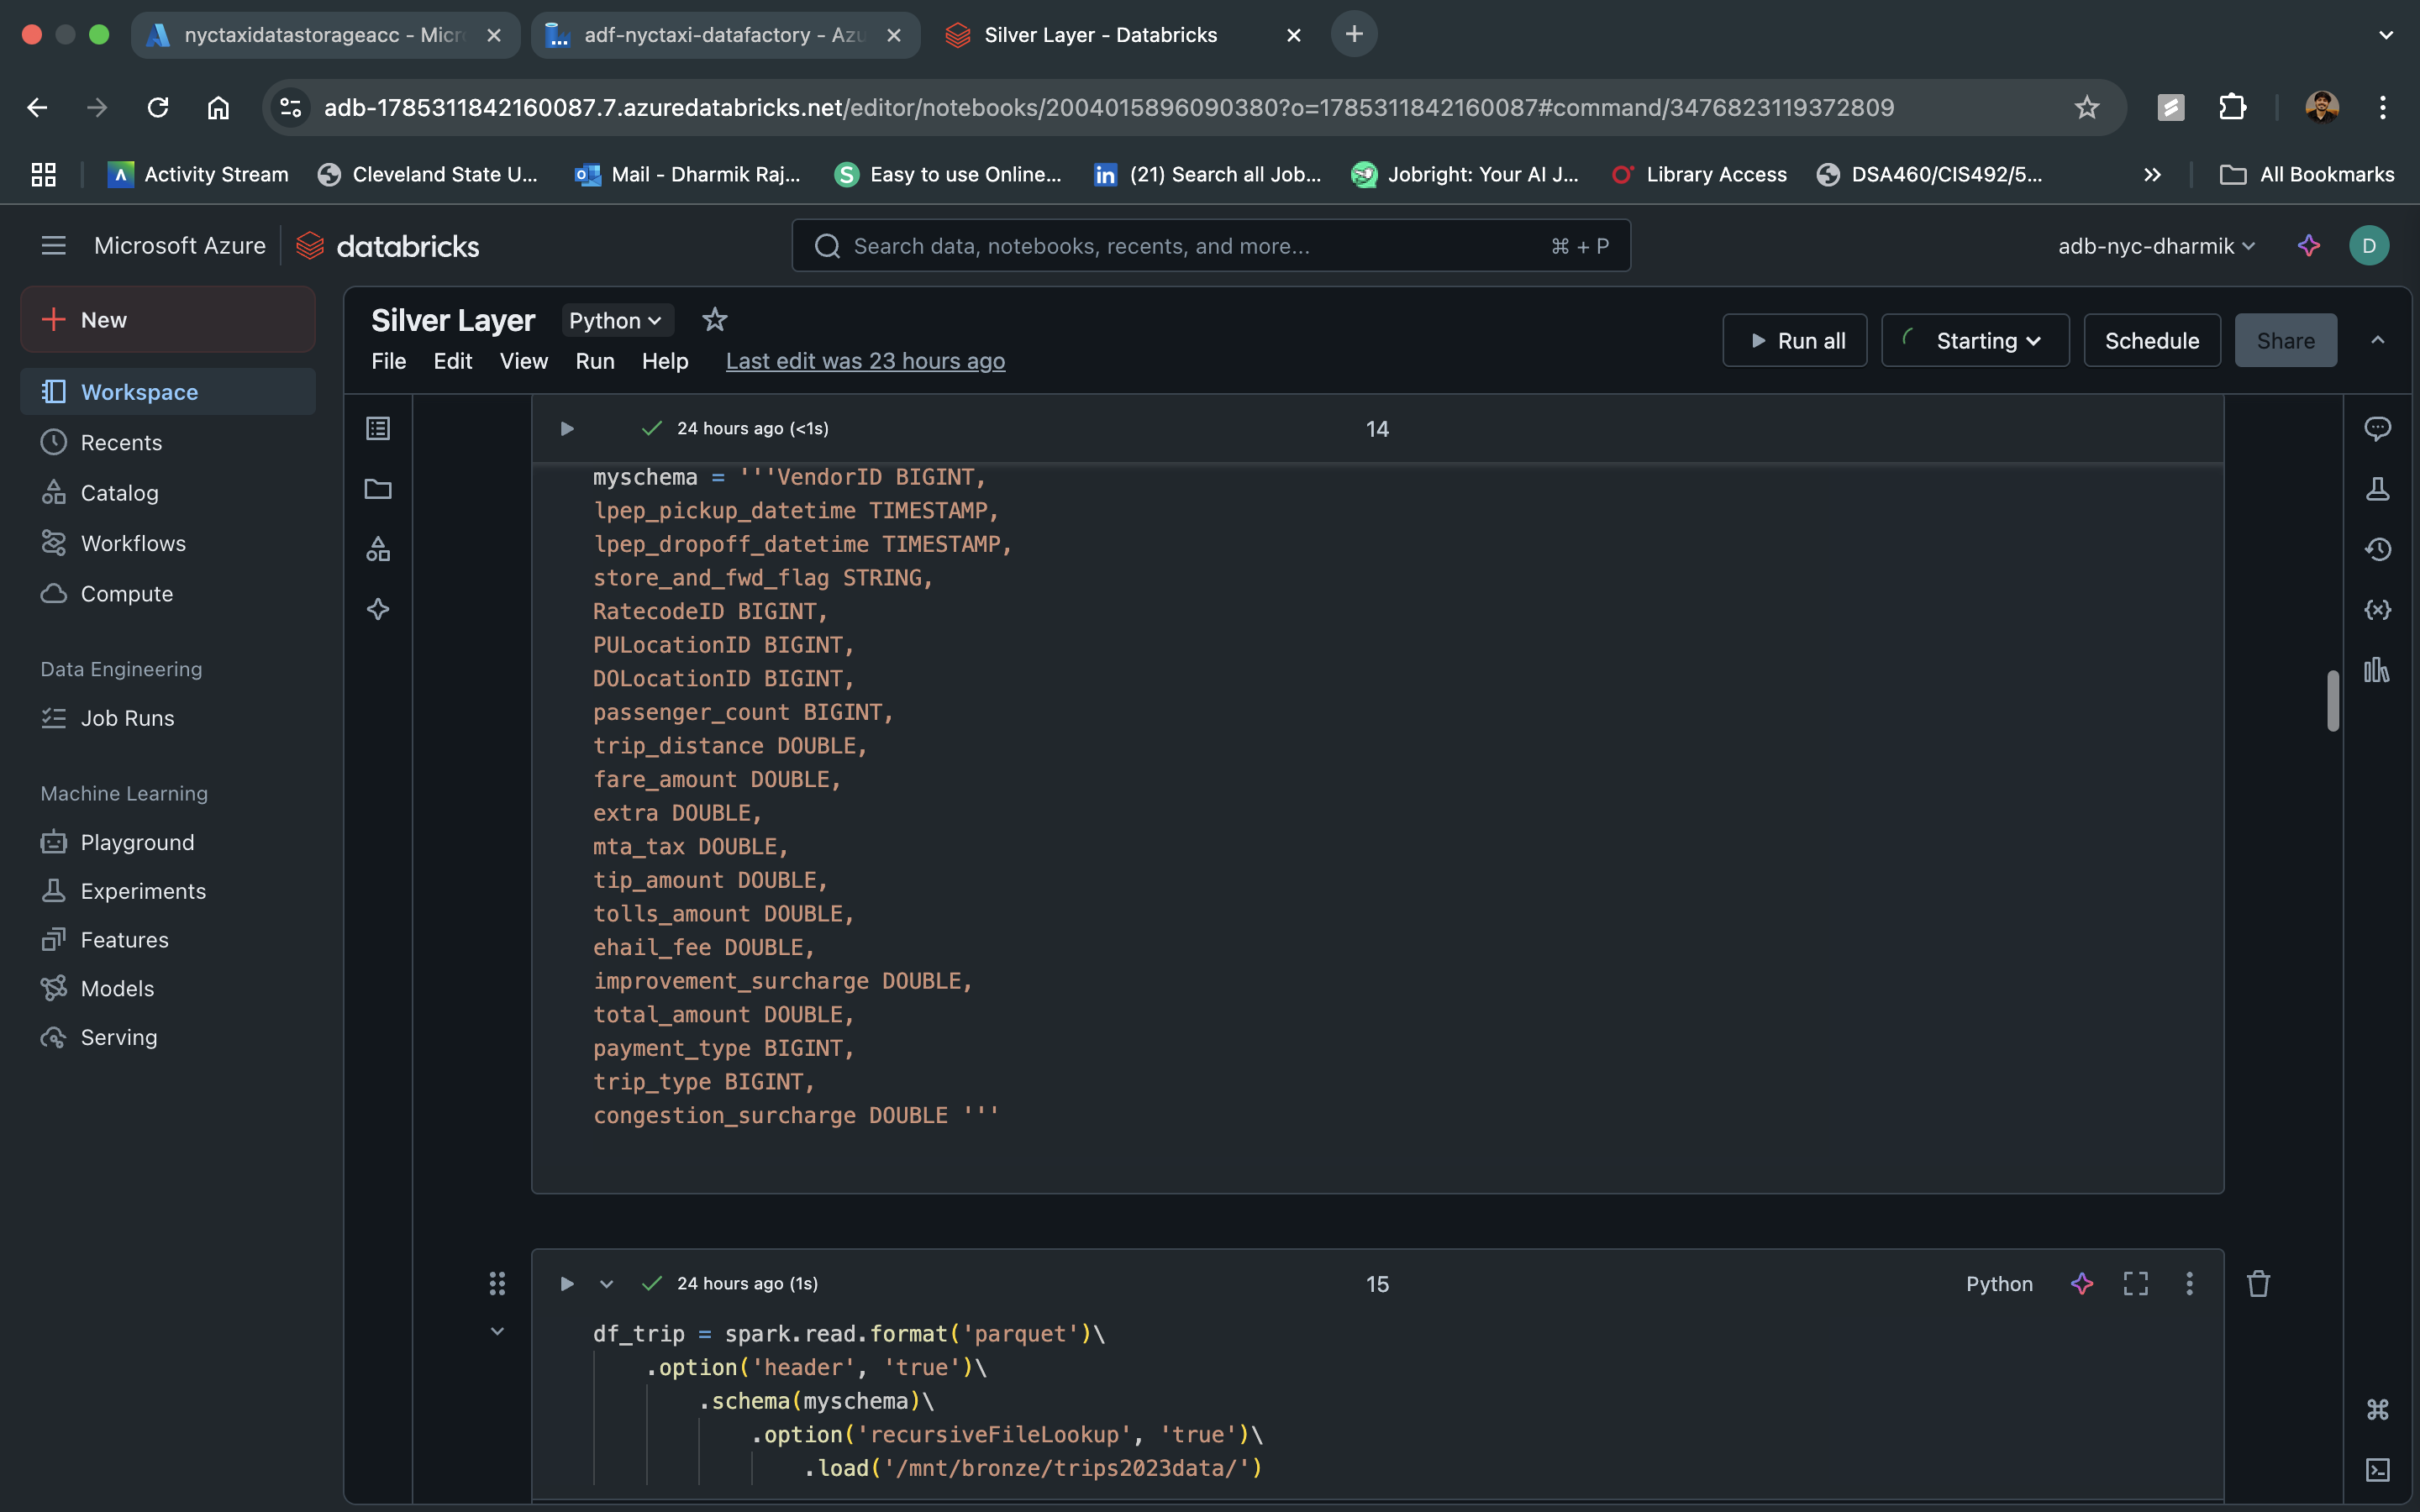 nyctaxidatastorageacc - Micr
adf-nyctaxi-datafactory - Azu
Silver Layer - Databricks
adb-1785311842160087.7.azuredatabricks.net/editor/notebooks/2004015896090380?o=1785311842160087#command/3476823119372809
Activity Stream
Cleveland State U...
Mail - Dharmik Raj...
Easy to use Online...
(21) Search all Job...
Jobright: Your AI J...
Library Access
DSA460/CIS492/5...
All Bookmarks
Microsoft Azure
databricks
Search data, notebooks, recents, and more...
⌘ + P
adb-nyc-dharmik
D
New
Workspace
Recents
Catalog
Workflows
Compute
Data Engineering
Job Runs
Machine Learning
Playground
Experiments
Features
Models
Serving
Silver Layer
Python
File Edit View Run Help
Last edit was 23 hours ago
Run all
Starting
Schedule
Share
24 hours ago (<1s)
14
myschema = '''VendorID BIGINT,
lpep_pickup_datetime TIMESTAMP,
lpep_dropoff_datetime TIMESTAMP,
store_and_fwd_flag STRING,
RatecodeID BIGINT,
PULocationID BIGINT,
DOLocationID BIGINT,
passenger_count BIGINT,
trip_distance DOUBLE,
fare_amount DOUBLE,
extra DOUBLE,
mta_tax DOUBLE,
tip_amount DOUBLE,
tolls_amount DOUBLE,
ehail_fee DOUBLE,
improvement_surcharge DOUBLE,
total_amount DOUBLE,
payment_type BIGINT,
trip_type BIGINT,
congestion_surcharge DOUBLE '''
24 hours ago (1s)
15
Python
df_trip = spark.read.format('parquet')\
.option('header', 'true')\
.schema(myschema)\
.option('recursiveFileLookup', 'true')\
.load('/mnt/bronze/trips2023data/')